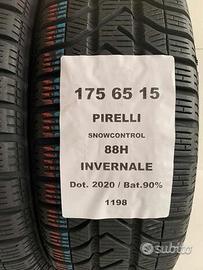 175 65 15
PIRELLI
SNOWCONTROL
88H
INVERNALE
Dot. 2020 / Bat.90%
1198
subito